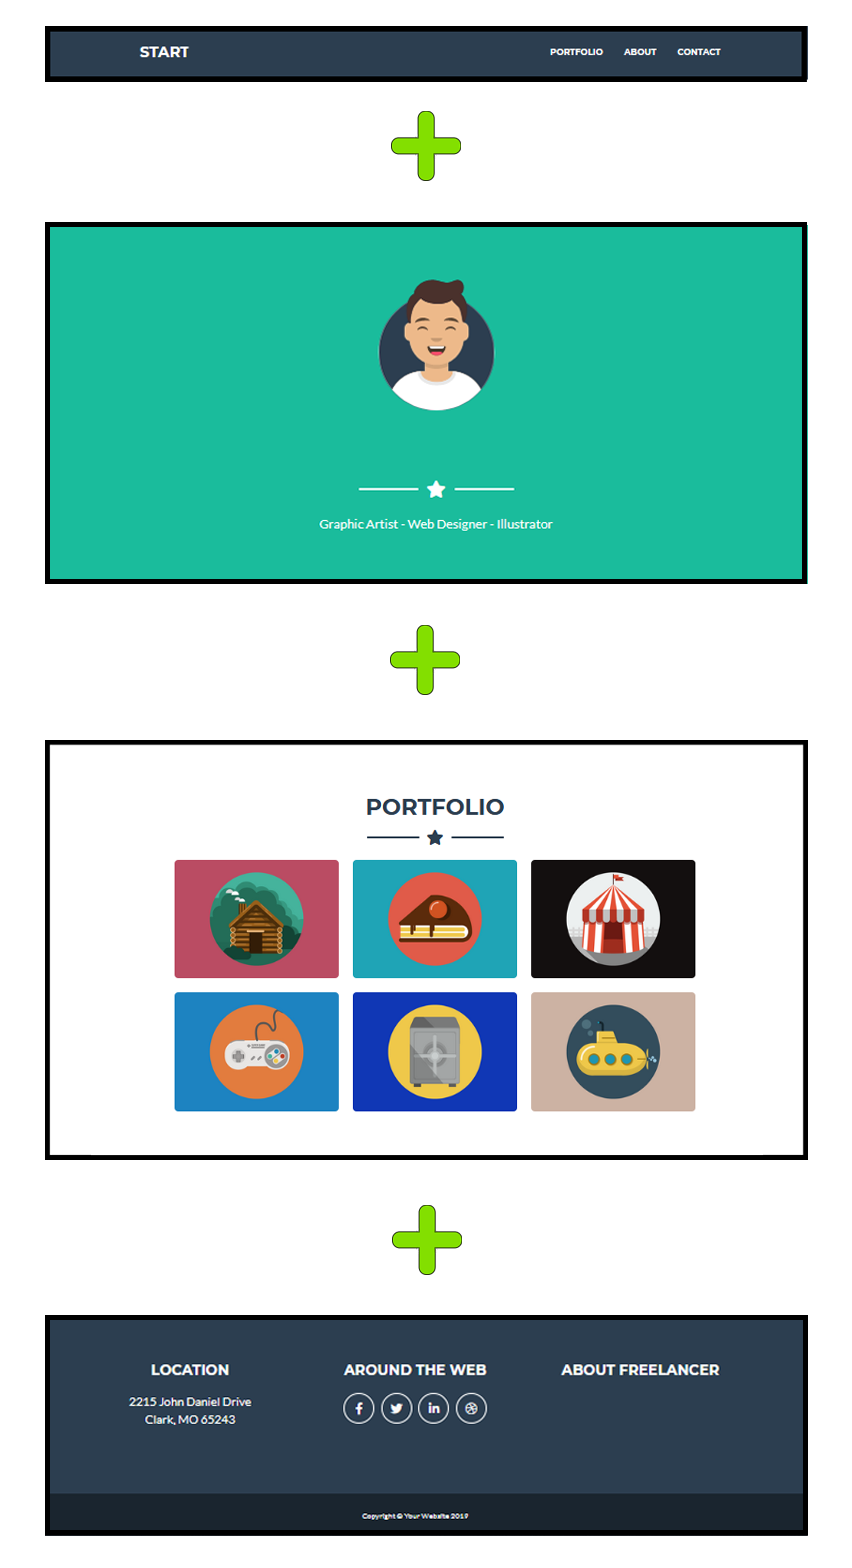 START
PORTFOLIO
ABOUT
CONTACT
Graphic Artist - Web Designer - Illustrator
PORTFOLIO
LOCATION
2215 John Daniel Drive
Clark, MO 65243
AROUND THE WEB
ABOUT FREELANCER
Copyright © Your Website 2019